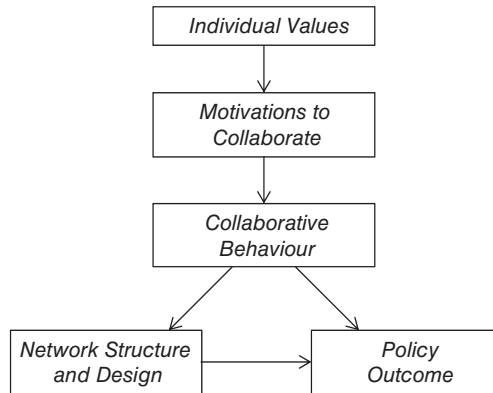 Individual Values
Motivations to
Collaborate
Collaborative
Behaviour
Network Structure
and Design
Policy
Outcome